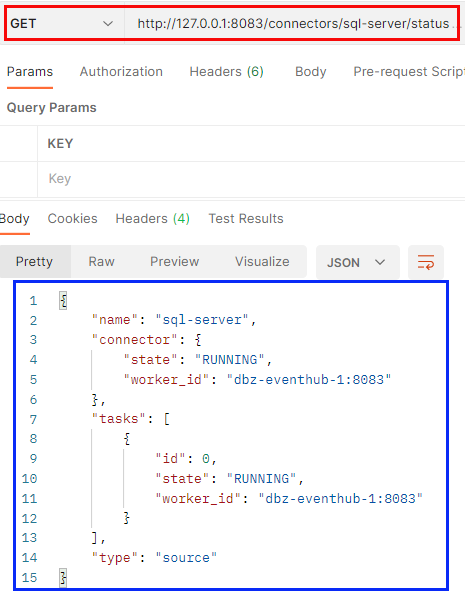 GET http://127.0.0.1:8083/connectors/sql-server/status ...
Params Authorization Headers (6) Body Pre-request Script
Query Params
KEY
Key
Body Cookies Headers (4) Test Results
Pretty Raw Preview Visualize JSON
1 {
2 "name": "sql-server",
3 "connector": {
4 "state": "RUNNING",
5 "worker_id": "dbz-eventhub-1:8083"
6 },
7 "tasks": [
8 {
9 "id": 0,
10 "state": "RUNNING",
11 "worker_id": "dbz-eventhub-1:8083"
12 }
13 ],
14 "type": "source"
15 }